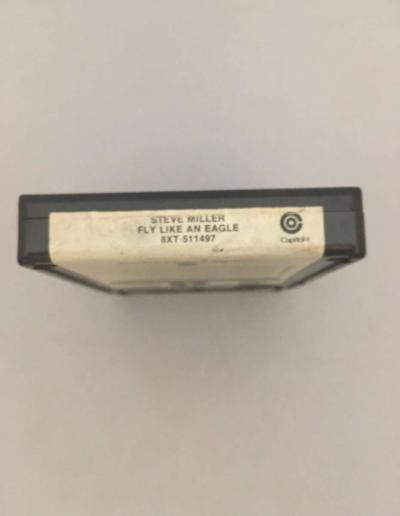 STEVE MILLER
FLY LIKE AN EAGLE
8XT 511497
Capitol